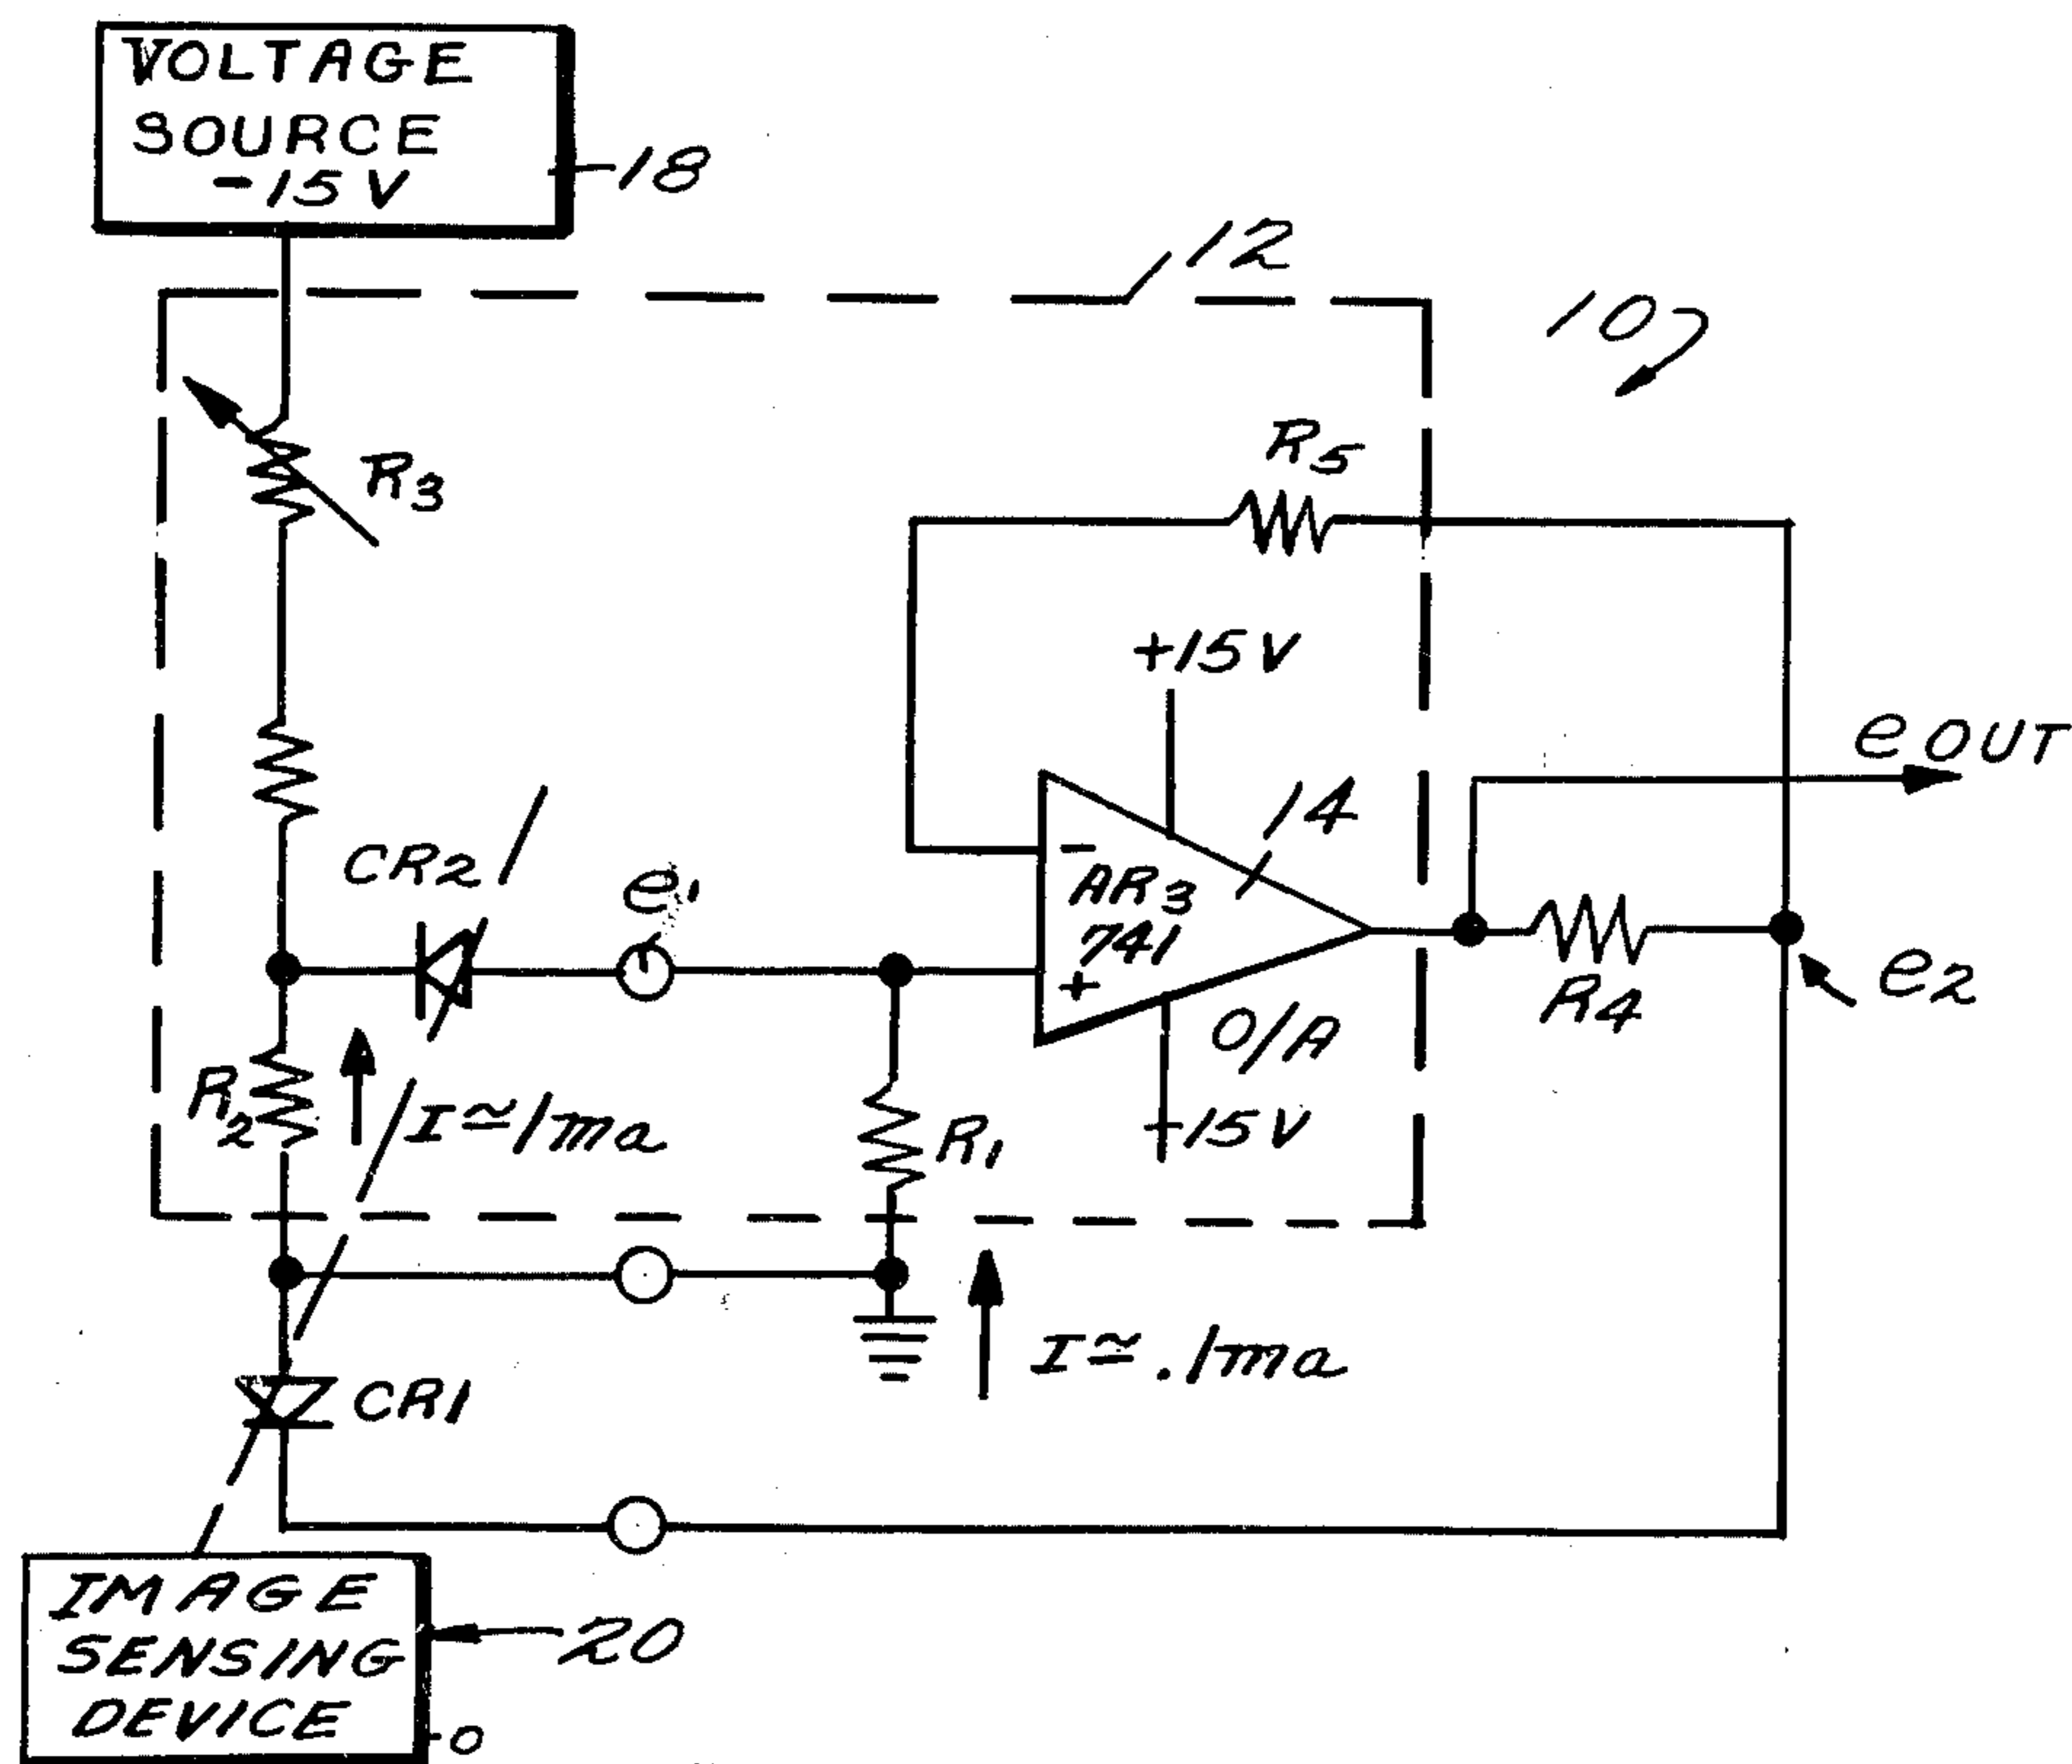 VOLTAGE
SOURCE
-15V
18
12
10
R3
R5
+15V
e OUT
14
CR2
e1
-
AR3
741
+
O/A
R4
e2
R2
I≈1ma
R1
+15V
I≈.1ma
CR1
IMAGE
SENSING
DEVICE
20
0